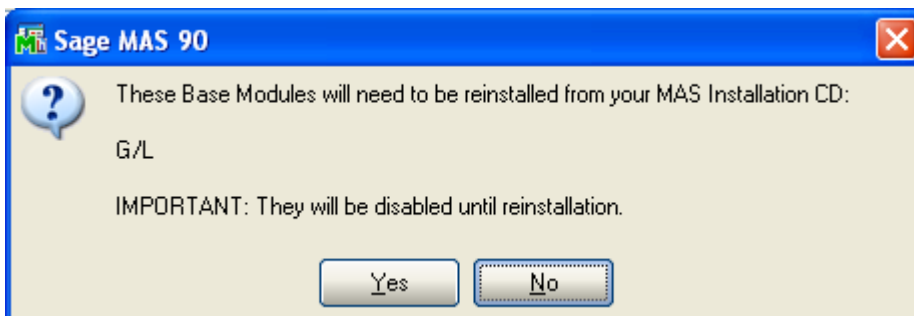 Sage MAS 90
These Base Modules will need to be reinstalled from your MAS Installation CD:
G/L
IMPORTANT: They will be disabled until reinstallation.
Yes
No